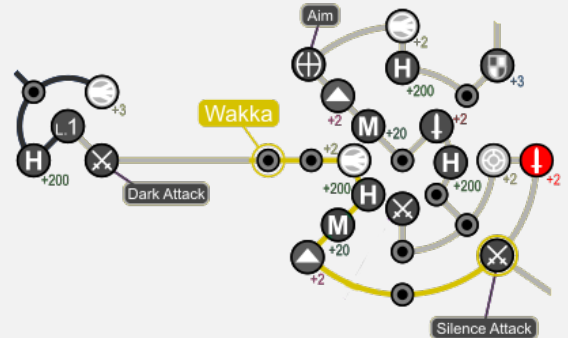 Aim
+2
H
+200
+3
+2
M
+20
+2
+3
L.1
H
+200
Wakka
+2
Dark Attack
H
+200
H
+200
+2
+2
M
+20
+2
Silence Attack